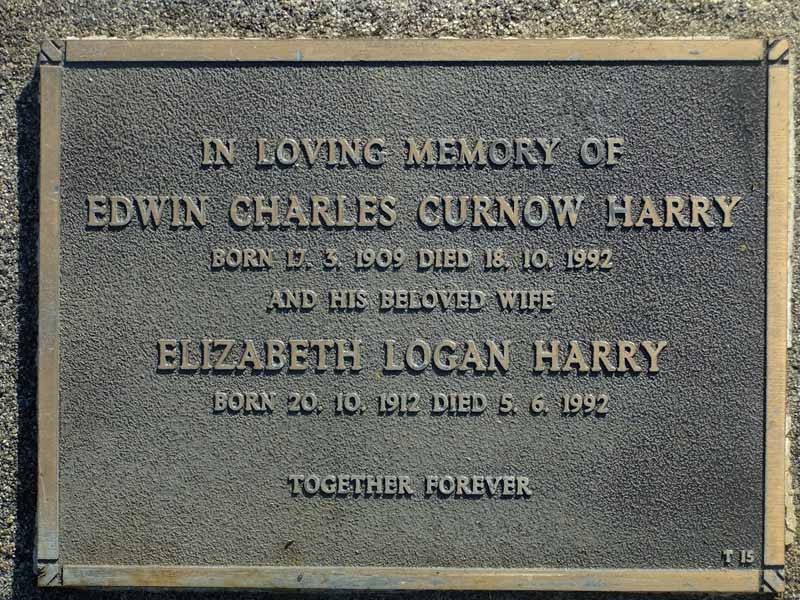 IN LOVING MEMORY OF
EDWIN CHARLES CURNOW HARRY
BORN 17. 3. 1909 DIED 18. 10. 1992
AND HIS BELOVED WIFE
ELIZABETH LOGAN HARRY
BORN 20. 10. 1912 DIED 5. 6. 1992
TOGETHER FOREVER
T 15